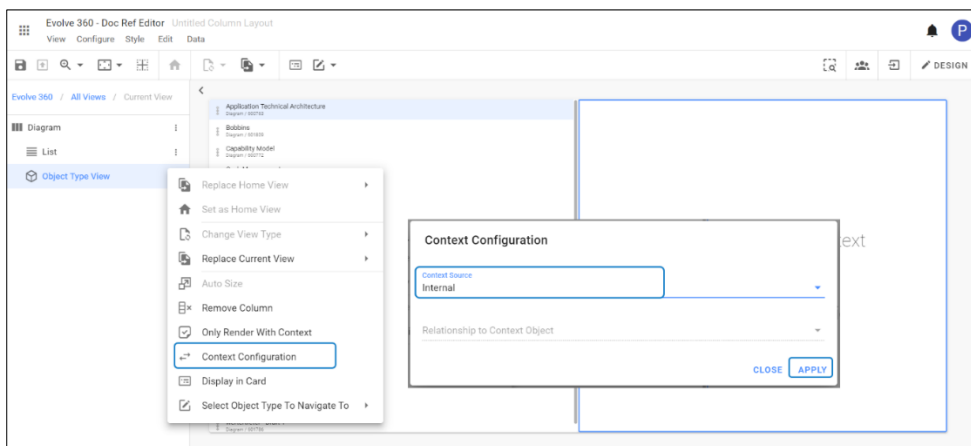 Evolve 360 - Doc Ref Editor Untitled Column Layout
View Configure Style Edit Data
P
DESIGN
Evolve 360 / All Views / Current View
Diagram
List
Object Type View
Application Technical Architecture
Diagram / 000793
Bobbins
Capability Model
Replace Home View
Set as Home View
Change View Type
Replace Current View
Auto Size
Remove Column
Only Render With Context
Context Configuration
Display in Card
Select Object Type To Navigate To
Context Configuration
Context Source
Internal
Relationship to Context Object
CLOSE APPLY